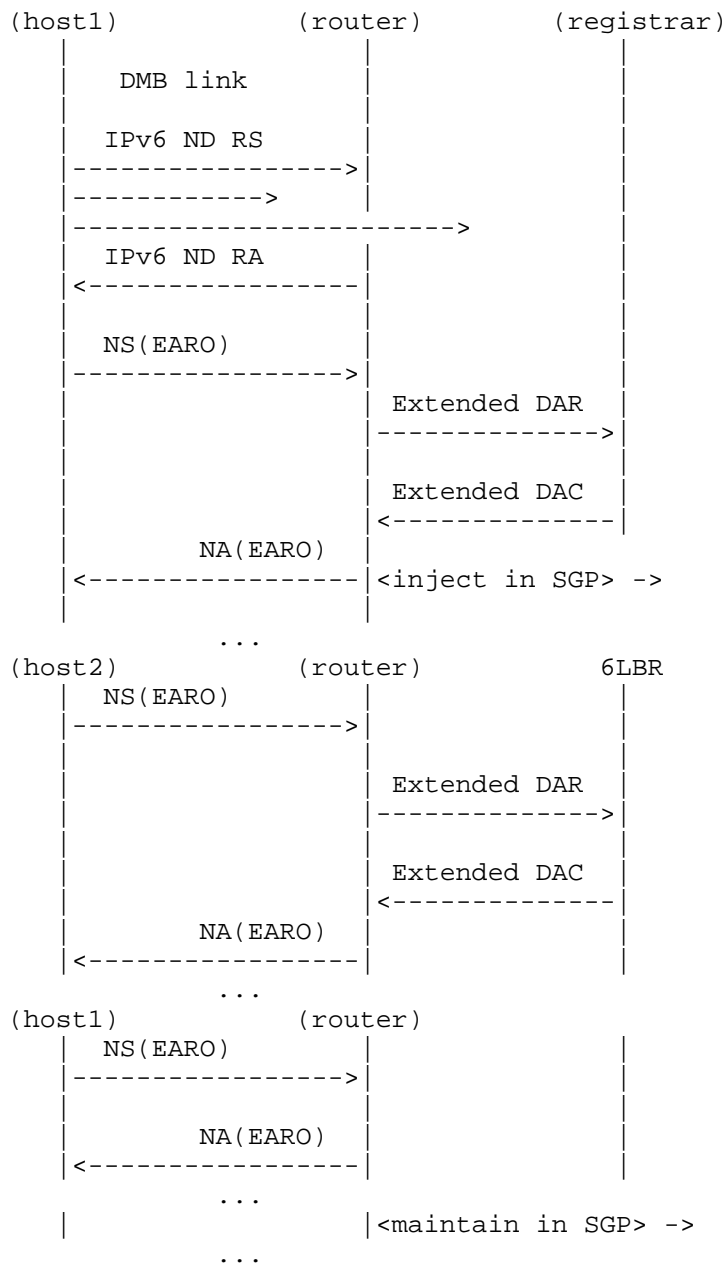 (host1) (router) (registrar)
DMB link
IPv6 ND RS
----------------->
------------>
------------------------>
IPv6 ND RA
<-----------------
NS(EARO)
----------------->
Extended DAR
-------------->
Extended DAC
<--------------
NA(EARO)
<-----------------|<inject in SGP> ->
...
(host2) (router) 6LBR
NS(EARO)
----------------->
Extended DAR
-------------->
Extended DAC
<--------------
NA(EARO)
<-----------------
...
(host1) (router)
NS(EARO)
----------------->
NA(EARO)
<-----------------
...
<maintain in SGP> ->
...